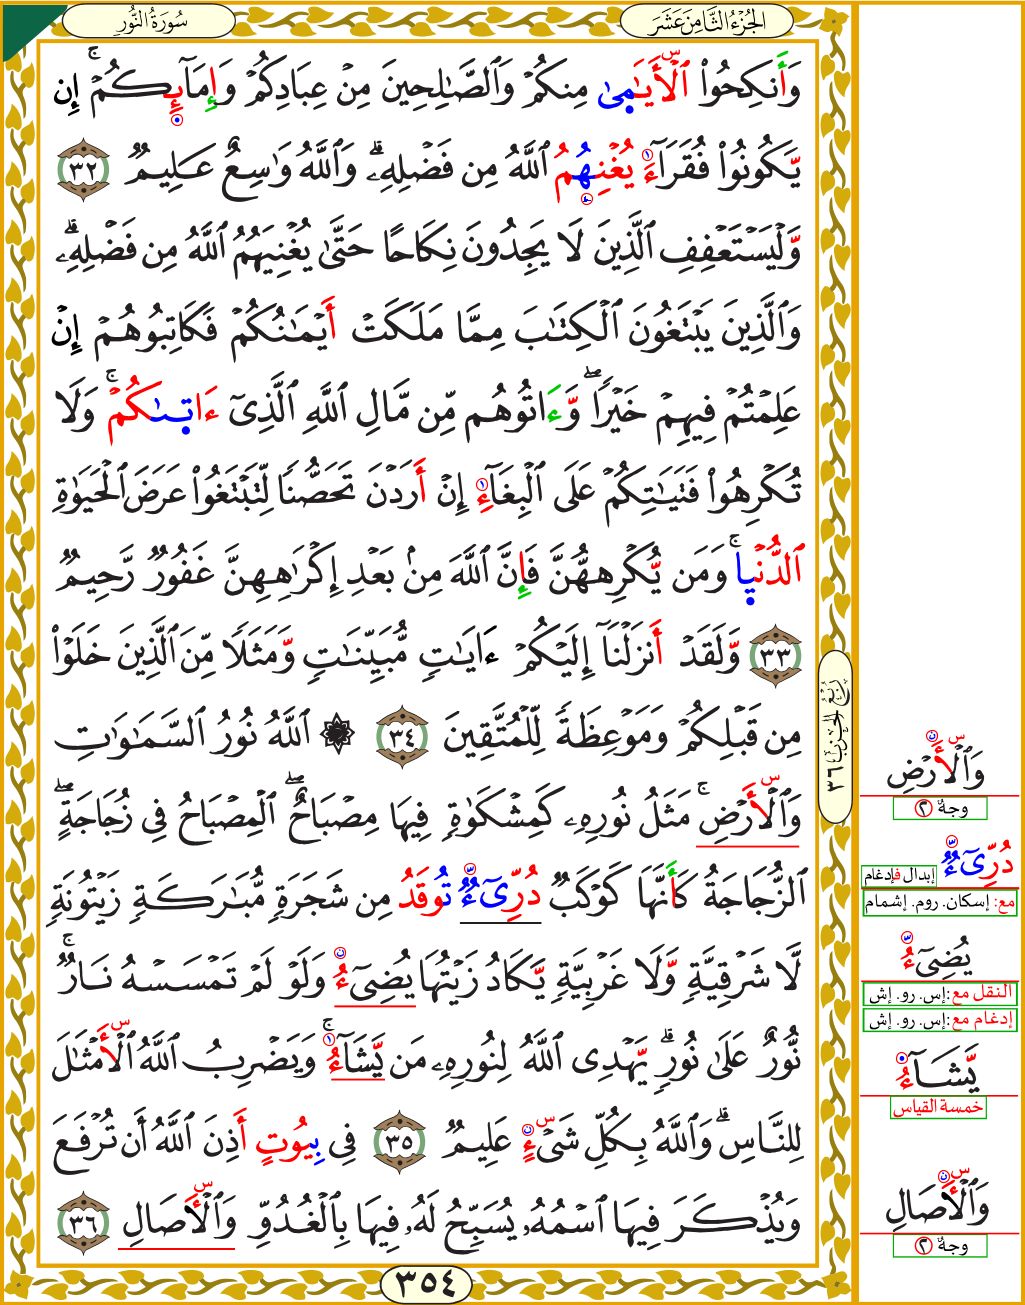 سُورَةُ النُّورِ
الجُزْءُ الثَّامِنَ عَشَرَ
وَأَنكِحُوا۟ ٱلْأَيَـٰمَىٰ مِنكُمْ وَٱلصَّـٰلِحِينَ مِنْ عِبَادِكُمْ وَإِمَآئِكُمْ ۚ إِن
يَكُونُوا۟ فُقَرَآءَ يُغْنِهُمُ ٱللَّهُ مِن فَضْلِهِۦ ۗ وَٱللَّهُ وَٰسِعٌ عَلِيمٌ ٣٢
وَلْيَسْتَعْفِفِ ٱلَّذِينَ لَا يَجِدُونَ نِكَاحًا حَتَّىٰ يُغْنِيَهُمُ ٱللَّهُ مِن فَضْلِهِۦ ۗ
وَٱلَّذِينَ يَبْتَغُونَ ٱلْكِتَـٰبَ مِمَّا مَلَكَتْ أَيْمَـٰنُكُمْ فَكَاتِبُوهُمْ إِنْ
عَلِمْتُمْ فِيهِمْ خَيْرًا ۖ وَّءَاتُوهُم مِّن مَّالِ ٱللَّهِ ٱلَّذِىٓ ءَاتَىٰكُمْ ۚ وَلَا
تُكْرِهُوا۟ فَتَيَـٰتِكُمْ عَلَى ٱلْبِغَآءِ إِنْ أَرَدْنَ تَحَصُّنًا لِّتَبْتَغُوا۟ عَرَضَ ٱلْحَيَوٰةِ
ٱلدُّنْيَا ۚ وَمَن يُكْرِههُّنَّ فَإِنَّ ٱللَّهَ مِنۢ بَعْدِ إِكْرَٰهِهِنَّ غَفُورٌ رَّحِيمٌ
٣٣ وَّلَقَدْ أَنزَلْنَآ إِلَيْكُمْ ءَايَـٰتٍ مُّبَيِّنَـٰتٍ وَّمَثَلًا مِّنَ ٱلَّذِينَ خَلَوْا۟
مِن قَبْلِكُمْ وَمَوْعِظَةً لِّلْمُتَّقِينَ ٣٤ ۞ ٱللَّهُ نُورُ ٱلسَّمَـٰوَٰتِ
وَٱلْأَرْضِ ۚ مَثَلُ نُورِهِۦ كَمِشْكَوٰةٍ فِيهَا مِصْبَاحٌ ۖ ٱلْمِصْبَاحُ فِى زُجَاجَةٍ ۖ
ٱلزُّجَاجَةُ كَأَنَّهَا كَوْكَبٌ دُرِّىٓءٌ تُوقَدُ مِن شَجَرَةٍ مُّبَـٰرَكَةٍ زَيْتُونَةٍ
لَّا شَرْقِيَّةٍ وَّلَا غَرْبِيَّةٍ يَكَادُ زَيْتُهَا يُضِىٓءُ وَلَوْ لَمْ تَمْسَسْهُ نَارٌ ۚ
نُّورٌ عَلَىٰ نُورٍ ۗ يَهْدِى ٱللَّهُ لِنُورِهِۦ مَن يَّشَآءُ ۚ وَيَضْرِبُ ٱللَّهُ ٱلْأَمْثَـٰلَ
لِلنَّاسِ ۗ وَٱللَّهُ بِكُلِّ شَىْءٍ عَلِيمٌ ٣٥ فِى بِيُوتٍ أَذِنَ ٱللَّهُ أَن تُرْفَعَ
وَيُذْكَرَ فِيهَا ٱسْمُهُۥ يُسَبِّحُ لَهُۥ فِيهَا بِٱلْغُدُوِّ وَٱلْأَصَالِ ٣٦
٣٥٤
رُبْعُ الحِزْب ٣٦
وَٱلْأَرْضِ
وجهٌ ٢
دُرِّىٓءٌ
إبدال فإدغام
مع: إسكان. روم. إشمام
يُضِىٓءُ
النقل مع: إس. رو. إش
إدغام مع: إس. رو. إش
يَّشَآءُ
خمسة القياس
وَٱلْأَصَالِ
وجهٌ ٢